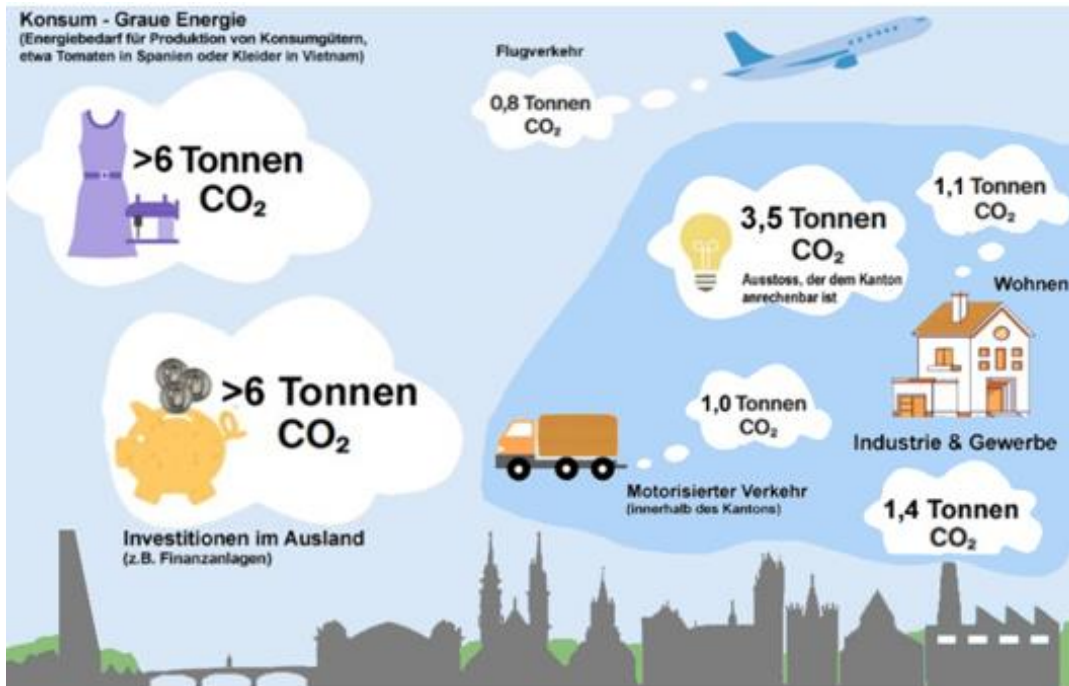 Konsum - Graue Energie
(Energiebedarf für Produktion von Konsumgütern,
etwa Tomaten in Spanien oder Kleider in Vietnam)
>6 Tonnen
CO₂
Flugverkehr
0,8 Tonnen
CO₂
3,5 Tonnen
CO₂
Ausstoss, der dem Kanton
anrechenbar ist
1,1 Tonnen
CO₂
Wohnen
>6 Tonnen
CO₂
Investitionen im Ausland
(z.B. Finanzanlagen)
1,0 Tonnen
CO₂
Motorisierter Verkehr
(innerhalb des Kantons)
Industrie & Gewerbe
1,4 Tonnen
CO₂